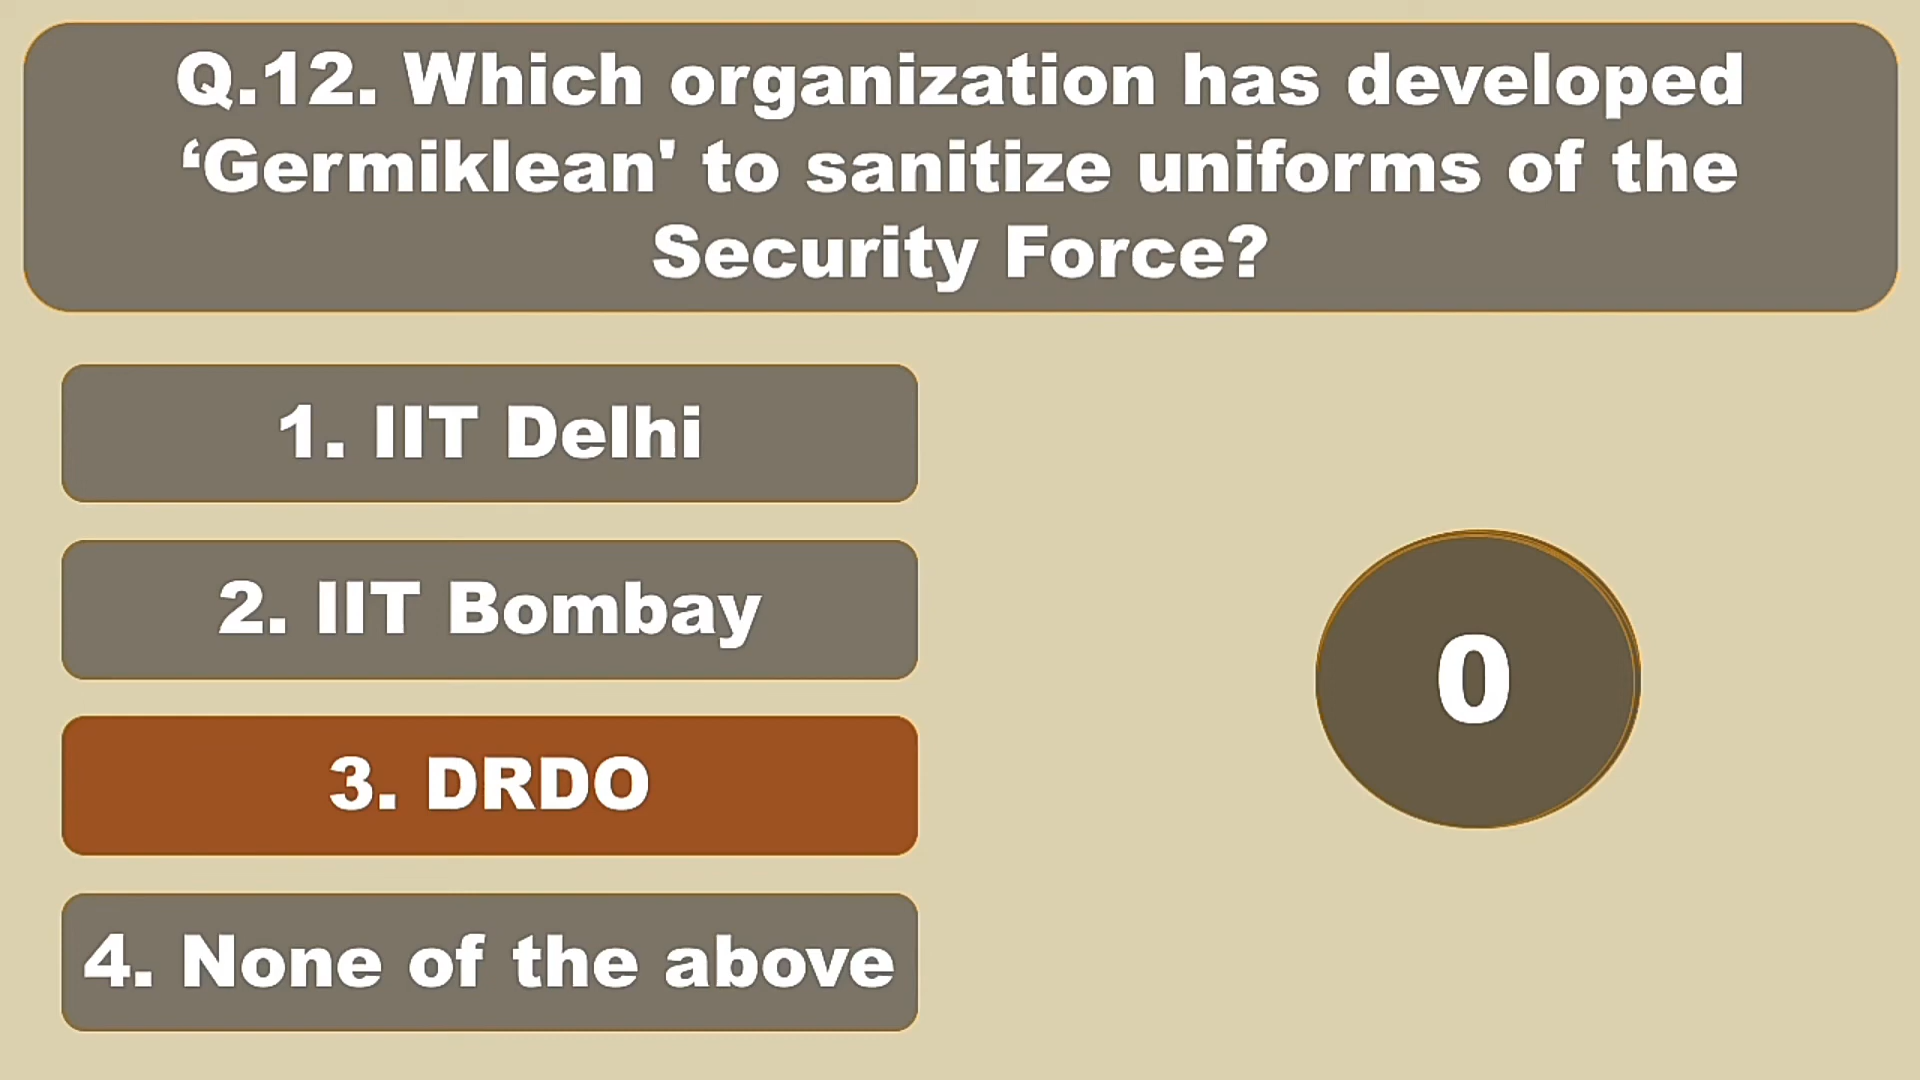 Q.12. Which organization has developed
‘Germiklean' to sanitize uniforms of the
Security Force?
1. IIT Delhi
2. IIT Bombay
3. DRDO
4. None of the above
0